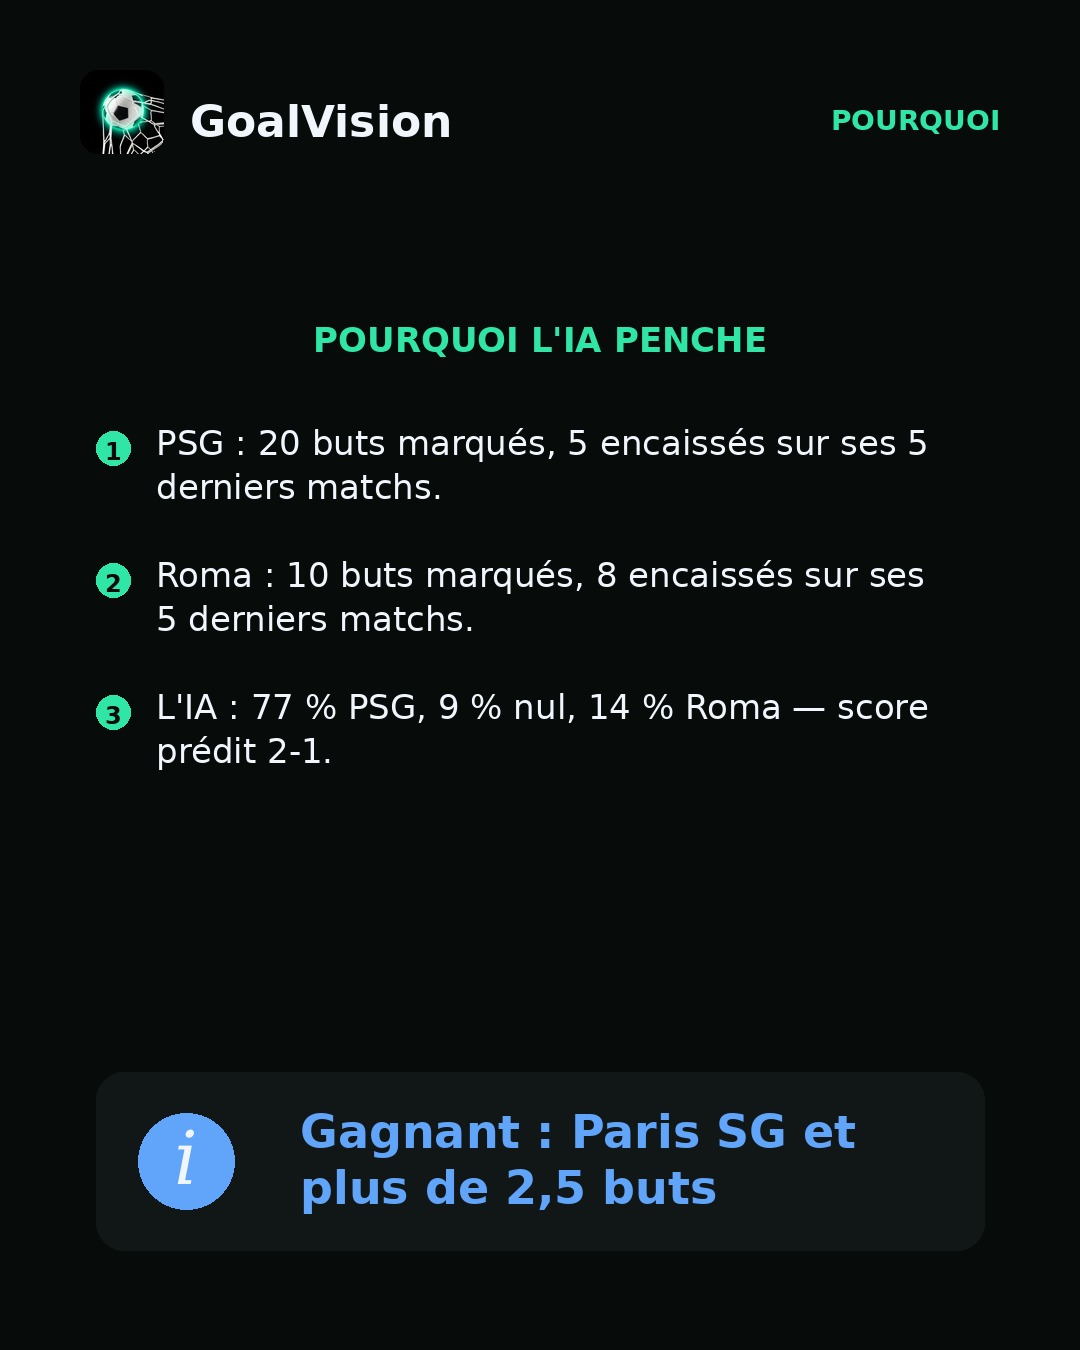 GoalVision
POURQUOI
POURQUOI L'IA PENCHE
1 PSG : 20 buts marqués, 5 encaissés sur ses 5
derniers matchs.
2 Roma : 10 buts marqués, 8 encaissés sur ses
5 derniers matchs.
3 L'IA : 77 % PSG, 9 % nul, 14 % Roma — score
prédit 2-1.
i
Gagnant : Paris SG et
plus de 2,5 buts